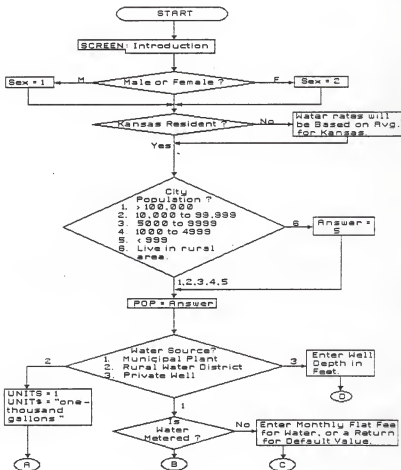 START
SCREEN: Introduction
Sex = 1
M
Male or Female ?
F
Sex = 2
Kansas Resident ?
No
Water rates will
be Based on Avg.
for Kansas.
Yes
City
Population ?
1. > 100,000
2. 10,000 to 99,999
3. 5000 to 9999
4. 1000 to 4999
5. < 999
6. Live in rural
area.
6
Answer =
5
1,2,3,4,5
POP = Answer
2
Water Source?
1. Municipal Plant
2. Rural Water District
3. Private Well
3
Enter Well
Depth in
Feet.
D
UNITS = 1
UNIT$ = "one-
thousand
gallons"
A
1
Is
Water
Metered ?
No
Enter Monthly Flat Fee
for Water, or a Return
for Default Value.
B
C